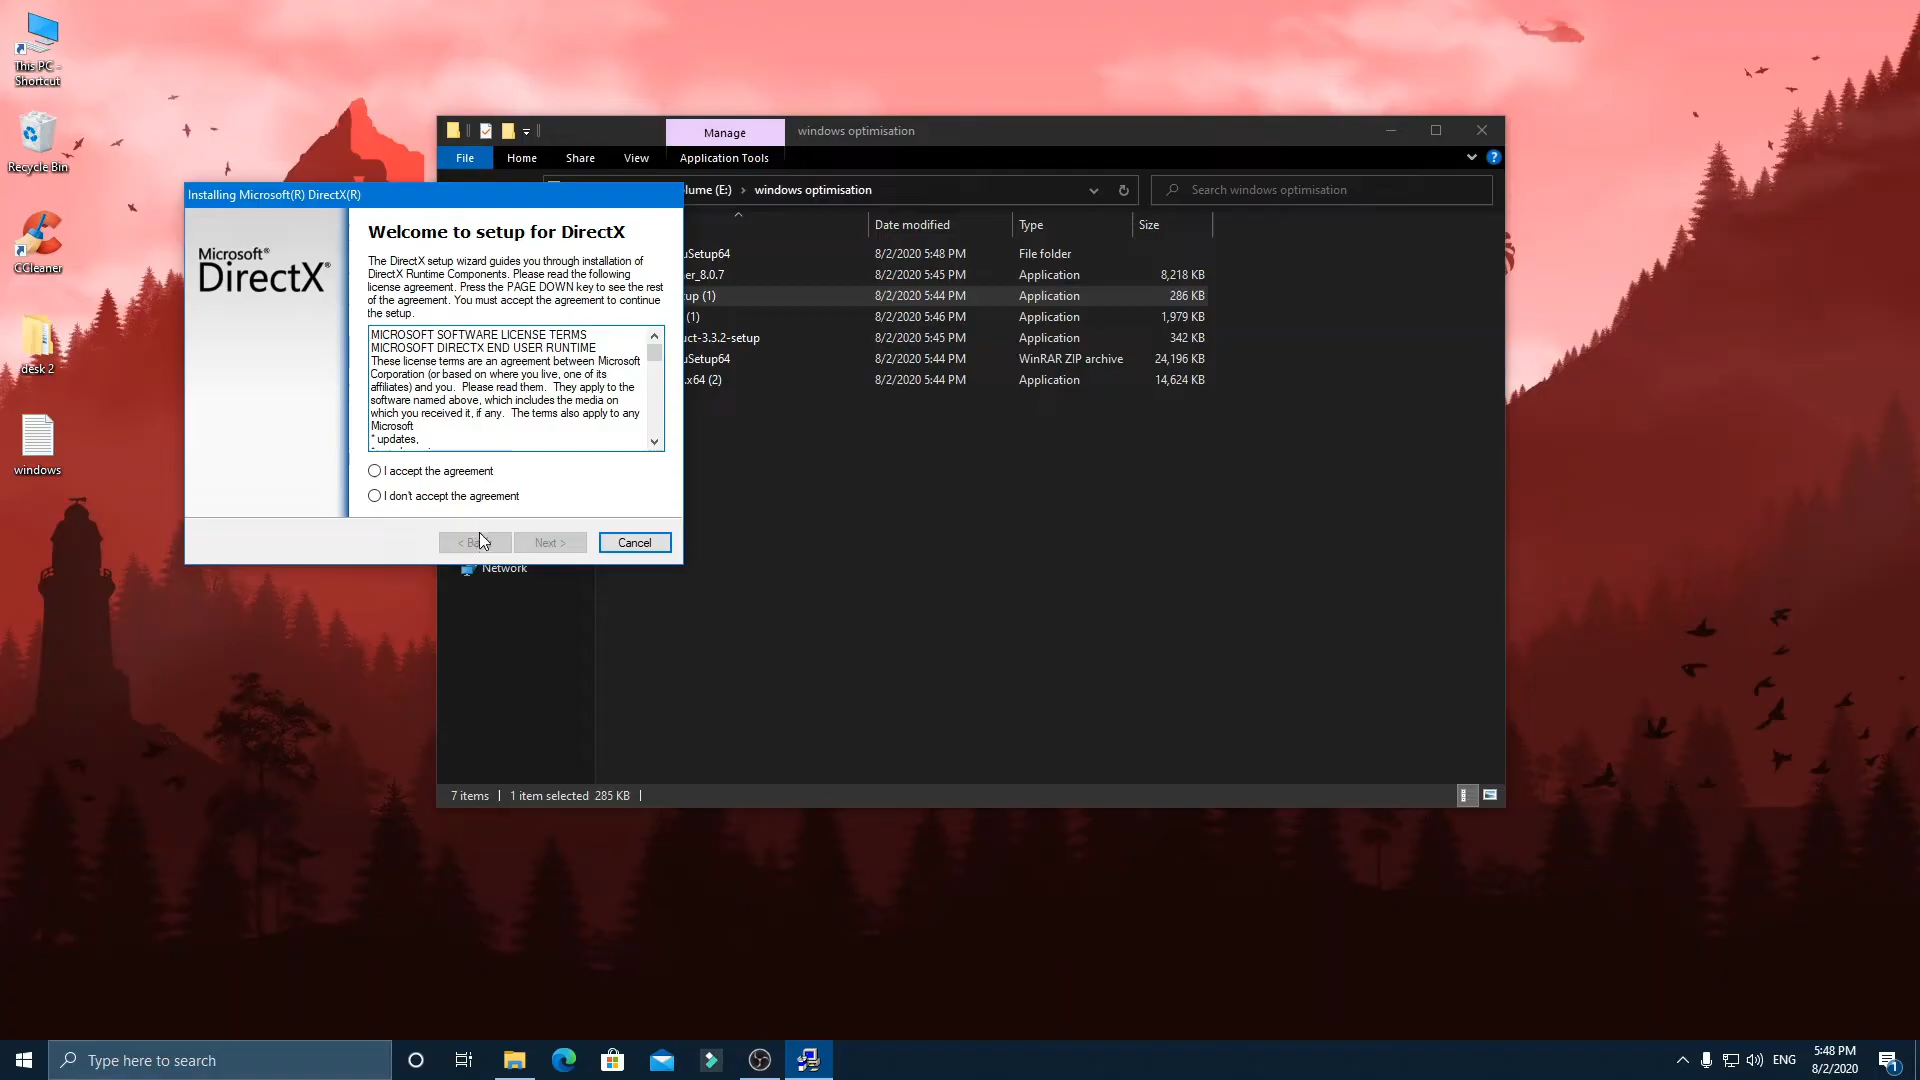 This PC -
Shortcut
Recycle Bin
CCleaner
desk 2
windows
Manage
windows optimisation
File
Home
Share
View
Application Tools
lume (E:) > windows optimisation
Search windows optimisation
Date modified
Type
Size
uSetup64
8/2/2020 5:48 PM
File folder
er_8.0.7
8/2/2020 5:45 PM
Application
8,218 KB
up (1)
8/2/2020 5:44 PM
Application
286 KB
(1)
8/2/2020 5:46 PM
Application
1,979 KB
uct-3.3.2-setup
8/2/2020 5:45 PM
Application
342 KB
uSetup64
8/2/2020 5:44 PM
WinRAR ZIP archive
24,196 KB
.x64 (2)
8/2/2020 5:44 PM
Application
14,624 KB
Network
7 items
1 item selected 285 KB
Installing Microsoft(R) DirectX(R)
Microsoft®
DirectX®
Welcome to setup for DirectX
The DirectX setup wizard guides you through installation of
DirectX Runtime Components. Please read the following
license agreement. Press the PAGE DOWN key to see the rest
of the agreement. You must accept the agreement to continue
the setup.
MICROSOFT SOFTWARE LICENSE TERMS
MICROSOFT DIRECTX END USER RUNTIME
These license terms are an agreement between Microsoft
Corporation (or based on where you live, one of its
affiliates) and you. Please read them. They apply to the
software named above, which includes the media on
which you received it, if any. The terms also apply to any
Microsoft
* updates,
I accept the agreement
I don't accept the agreement
Next >
Cancel
Type here to search
ENG
5:48 PM
8/2/2020
1